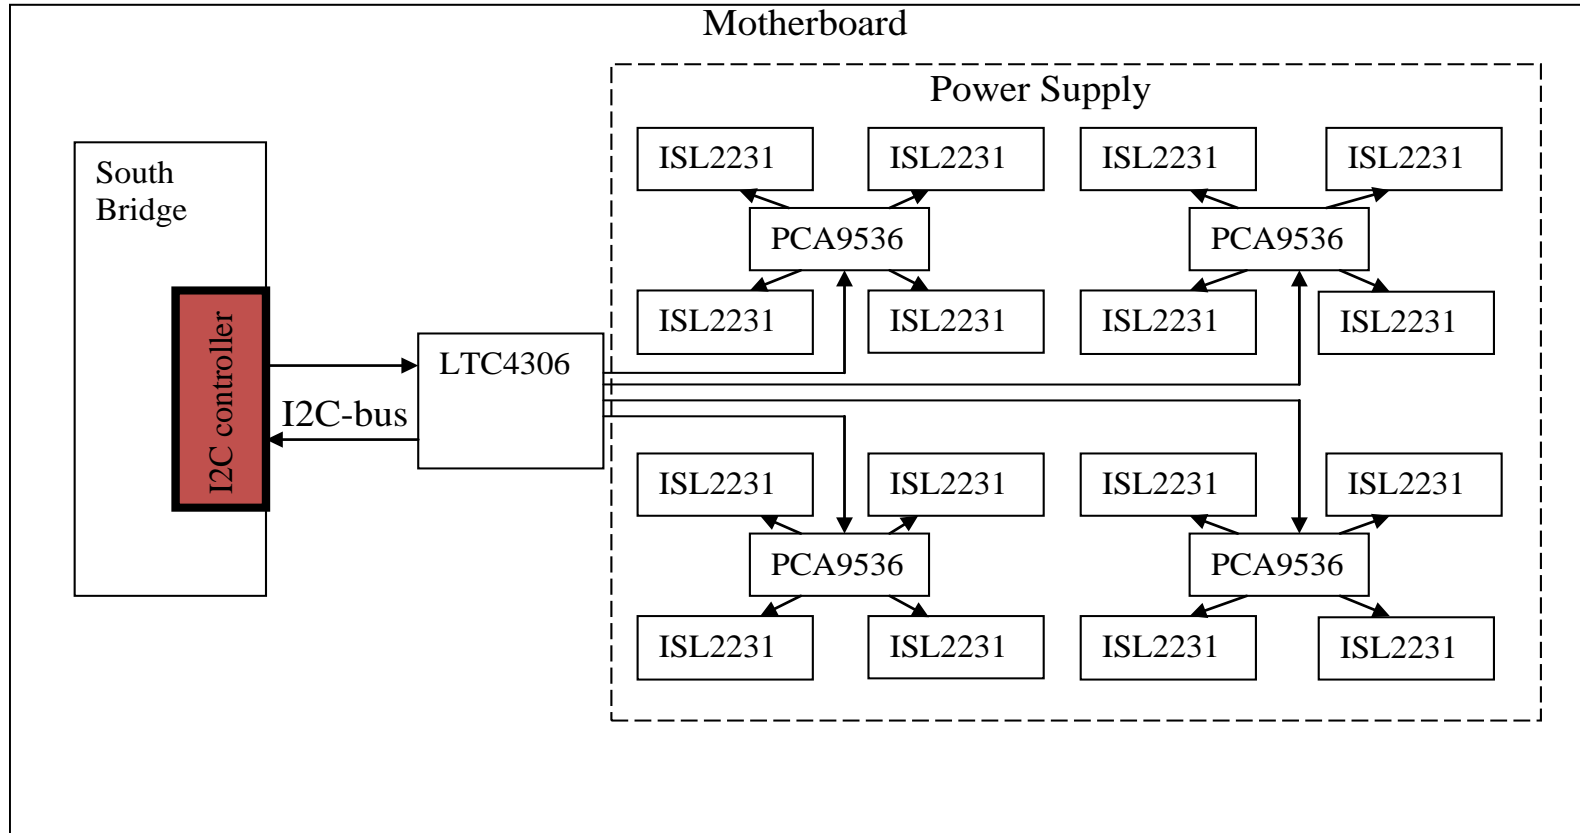 Motherboard
Power Supply
South
Bridge
I2C controller
I2C-bus
LTC4306
ISL2231
ISL2231
ISL2231
ISL2231
PCA9536
PCA9536
ISL2231
ISL2231
ISL2231
ISL2231
ISL2231
ISL2231
ISL2231
ISL2231
PCA9536
PCA9536
ISL2231
ISL2231
ISL2231
ISL2231